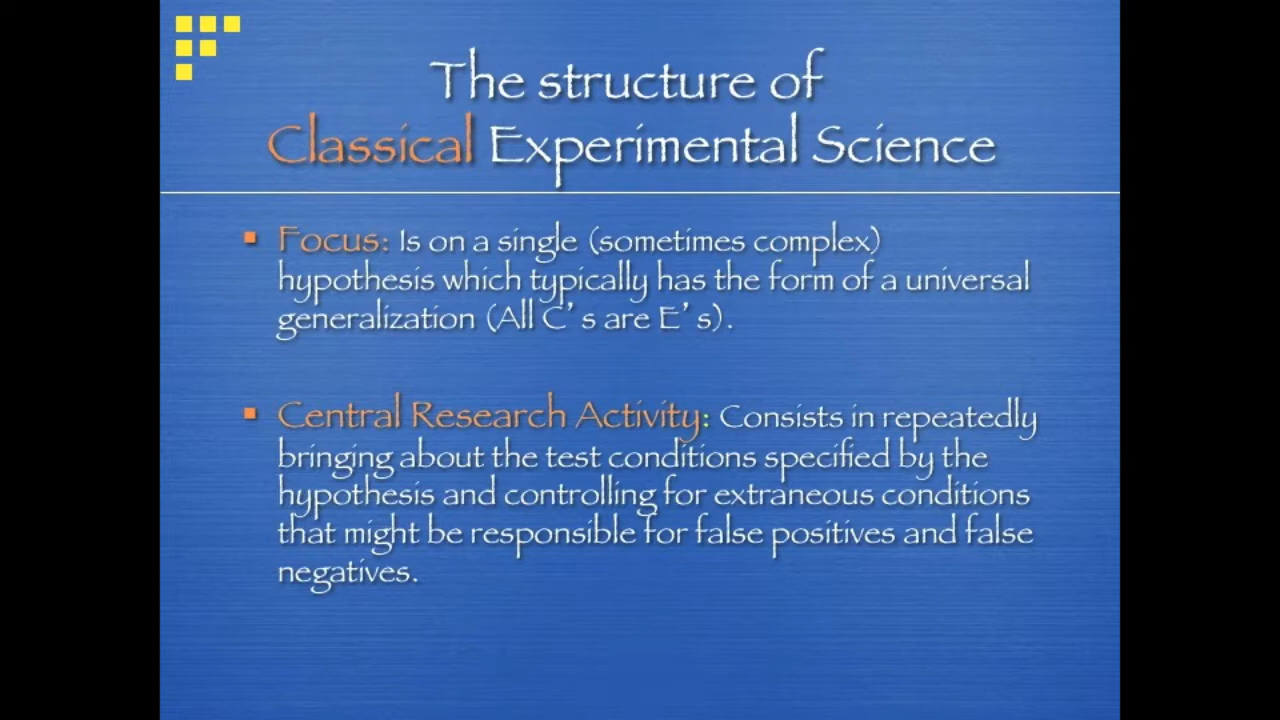 The structure of
Classical Experimental Science
Focus: Is on a single (sometimes complex)
hypothesis which typically has the form of a universal
generalization (All C’s are E’s).
Central Research Activity: Consists in repeatedly
bringing about the test conditions specified by the
hypothesis and controlling for extraneous conditions
that might be responsible for false positives and false
negatives.